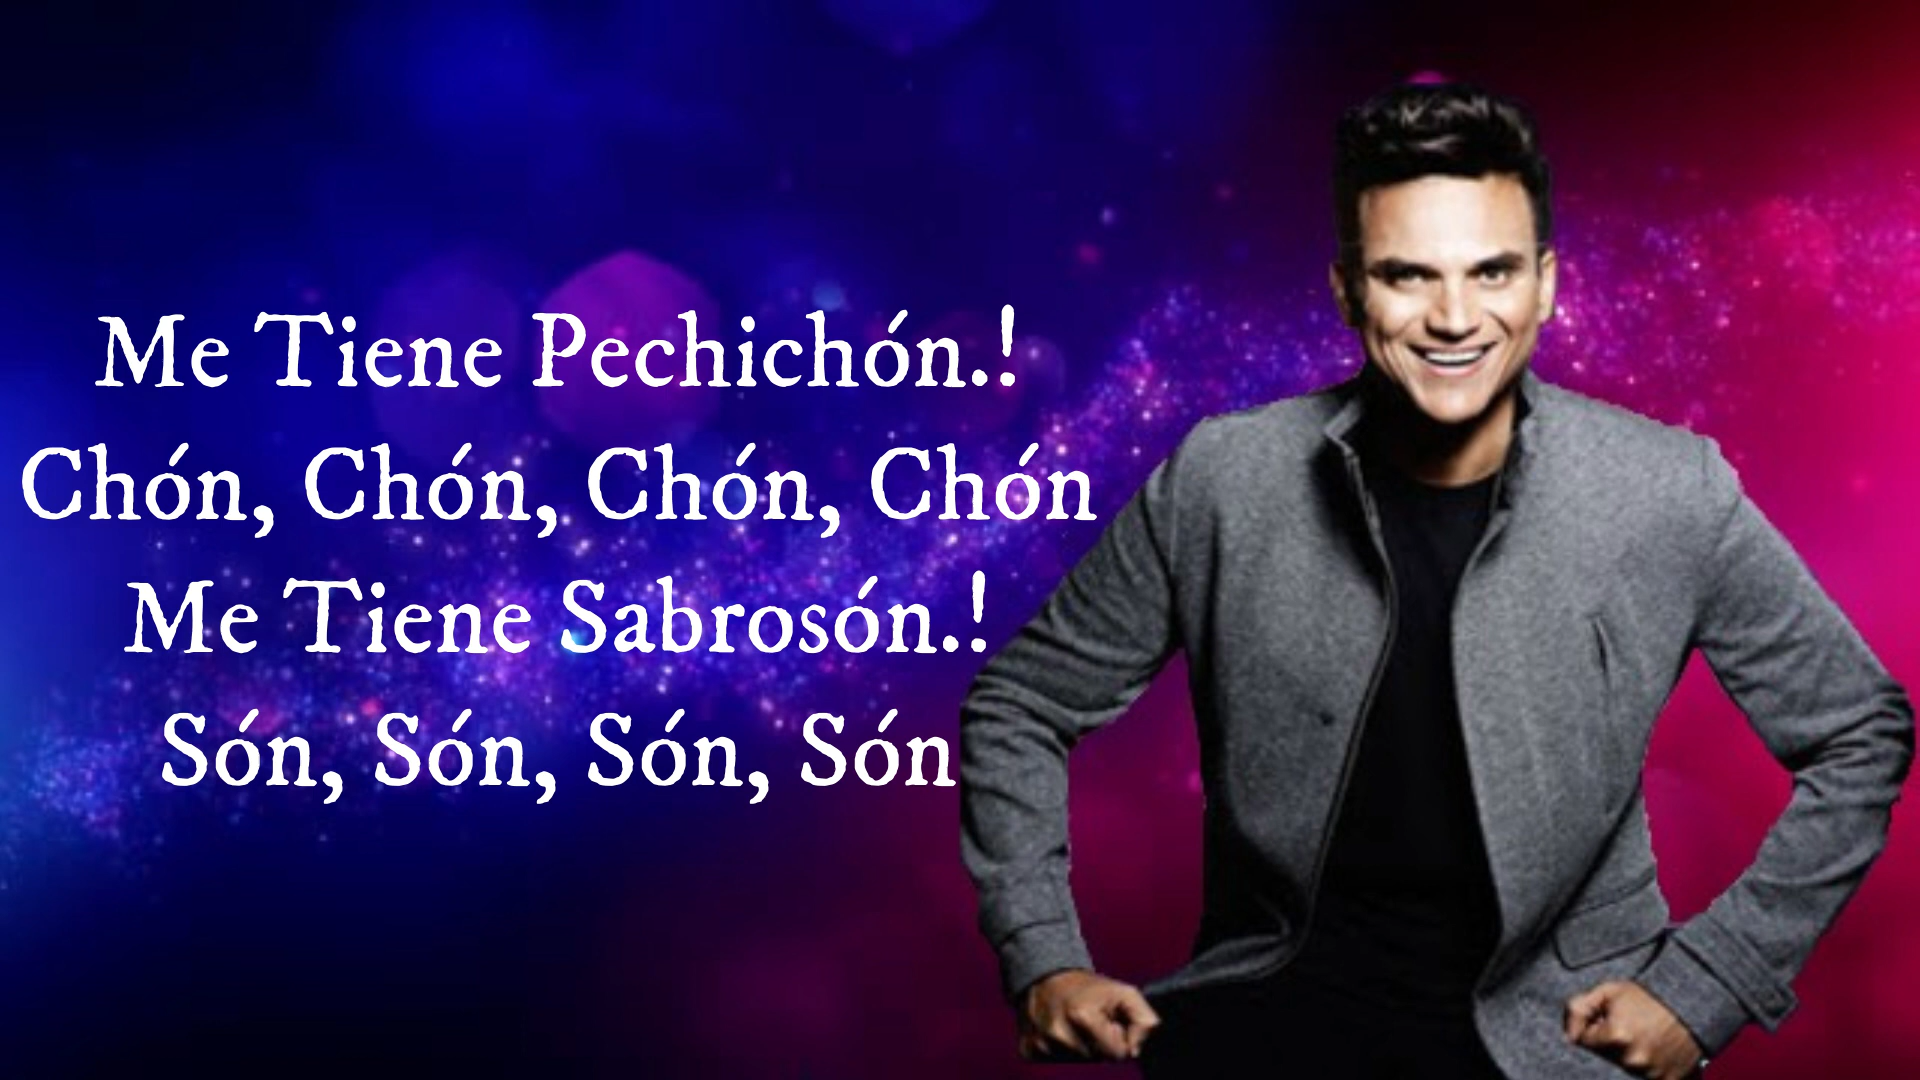 Me Tiene Pechichón.!
Chón, Chón, Chón, Chón
Me Tiene Sabrosón.!
Són, Són, Són, Són